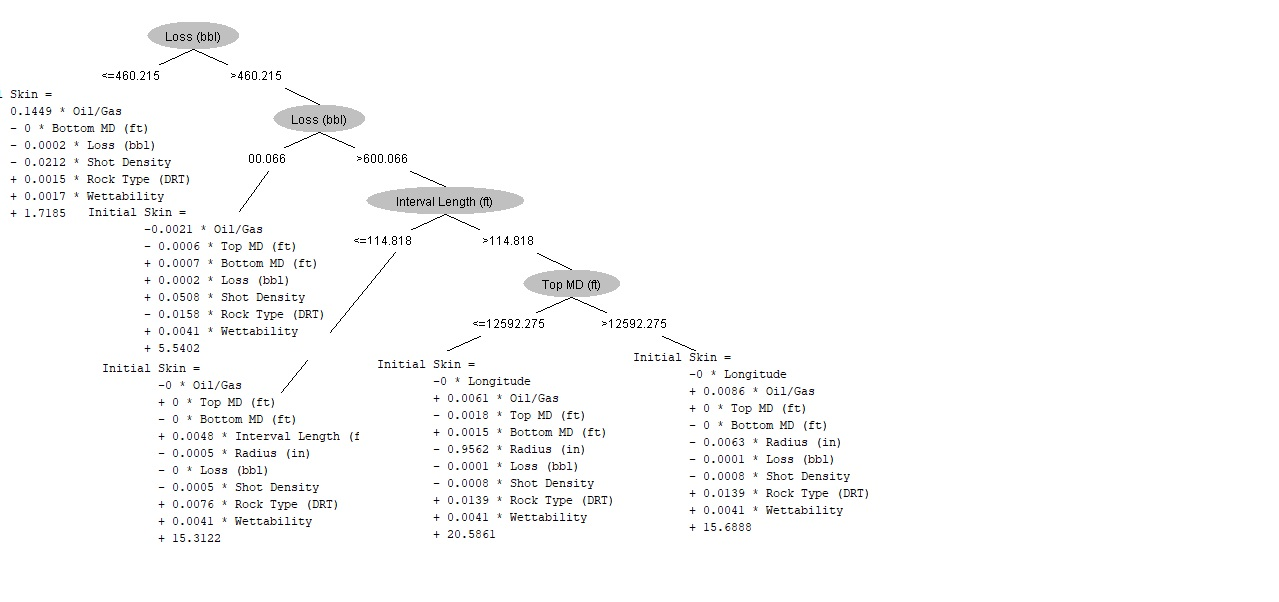 Loss (bbl)
<=460.215
>460.215
Skin =
0.1449 * Oil/Gas
- 0 * Bottom MD (ft)
- 0.0002 * Loss (bbl)
- 0.0212 * Shot Density
+ 0.0015 * Rock Type (DRT)
+ 0.0017 * Wettability
+ 1.7185
Loss (bbl)
00.066
>600.066
Initial Skin =
-0.0021 * Oil/Gas
- 0.0006 * Top MD (ft)
+ 0.0007 * Bottom MD (ft)
+ 0.0002 * Loss (bbl)
+ 0.0508 * Shot Density
- 0.0158 * Rock Type (DRT)
+ 0.0041 * Wettability
+ 5.5402
Interval Length (ft)
<=114.818
>114.818
Initial Skin =
-0 * Oil/Gas
+ 0 * Top MD (ft)
- 0 * Bottom MD (ft)
+ 0.0048 * Interval Length (f
- 0.0005 * Radius (in)
- 0 * Loss (bbl)
- 0.0005 * Shot Density
+ 0.0076 * Rock Type (DRT)
+ 0.0041 * Wettability
+ 15.3122
Top MD (ft)
<=12592.275
>12592.275
Initial Skin =
-0 * Longitude
+ 0.0061 * Oil/Gas
- 0.0018 * Top MD (ft)
+ 0.0015 * Bottom MD (ft)
- 0.9562 * Radius (in)
- 0.0001 * Loss (bbl)
- 0.0008 * Shot Density
+ 0.0139 * Rock Type (DRT)
+ 0.0041 * Wettability
+ 20.5861
Initial Skin =
-0 * Longitude
+ 0.0086 * Oil/Gas
+ 0 * Top MD (ft)
- 0 * Bottom MD (ft)
- 0.0063 * Radius (in)
- 0.0001 * Loss (bbl)
- 0.0008 * Shot Density
+ 0.0139 * Rock Type (DRT)
+ 0.0041 * Wettability
+ 15.6888